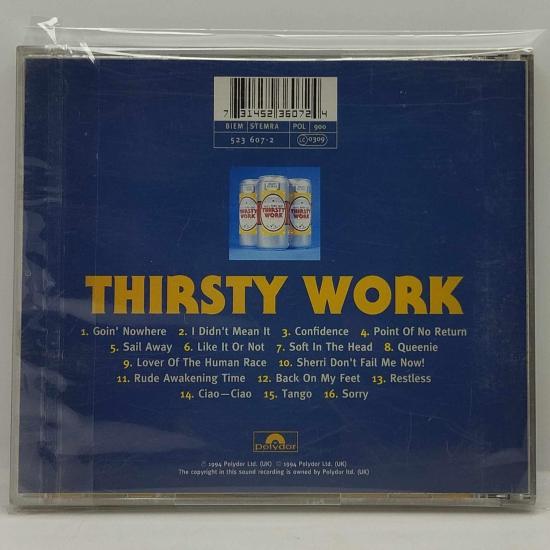 7 31452 36072 4
BIEM STEMRA POL 900
523 607-2
THIRSTY WORK THIRSTY WORK THIRSTY WORK
THIRSTY WORK
1. Goin' Nowhere 2. I Didn't Mean It 3. Confidence 4. Point Of No Return
5. Sail Away 6. Like It Or Not 7. Soft In The Head 8. Queenie
9. Lover Of The Human Race 10. Sherri Don't Fail Me Now!
11. Rude Awakening Time 12. Back On My Feet 13. Restless
14. Ciao—Ciao 15. Tango 16. Sorry
Polydor
℗ 1994 Polydor Ltd. (UK) © 1994 Polydor Ltd. (UK)
The copyright in this sound recording is owned by Polydor Ltd. (UK)